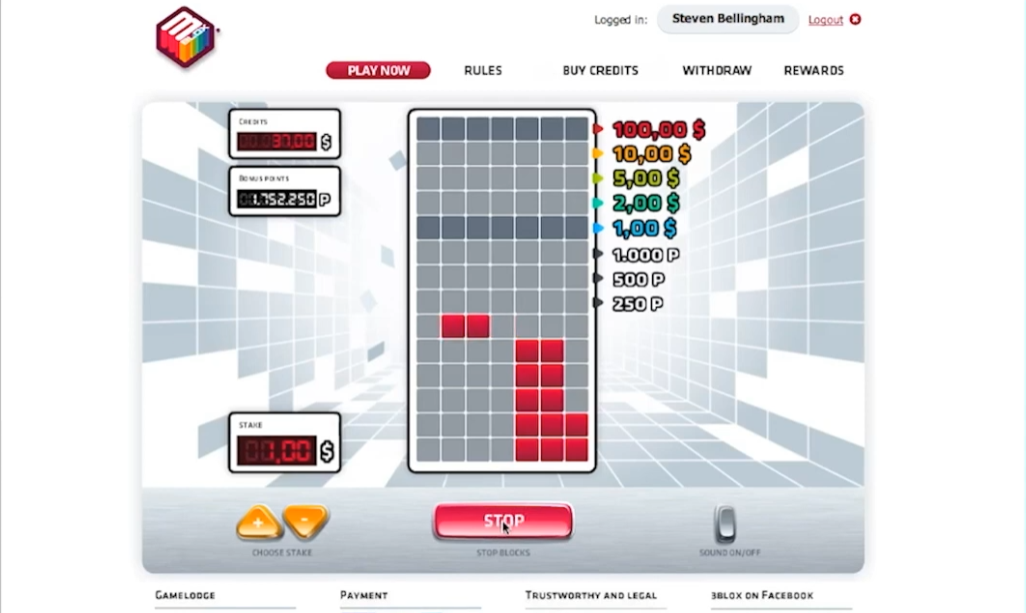 Logged in: Steven Bellingham Logout
PLAY NOW RULES BUY CREDITS WITHDRAW REWARDS
CREDITS
37,00 $
BONUS POINTS
1.752.250 P
100,00 $
10,00 $
5,00 $
2,00 $
1,00 $
1.000 P
500 P
250 P
STAKE
1,00 $
+ -
CHOOSE STAKE
STOP
STOP BLOCKS
SOUND ON/OFF
GAMELODGE PAYMENT TRUSTWORTHY AND LEGAL 3BLOX ON FACEBOOK